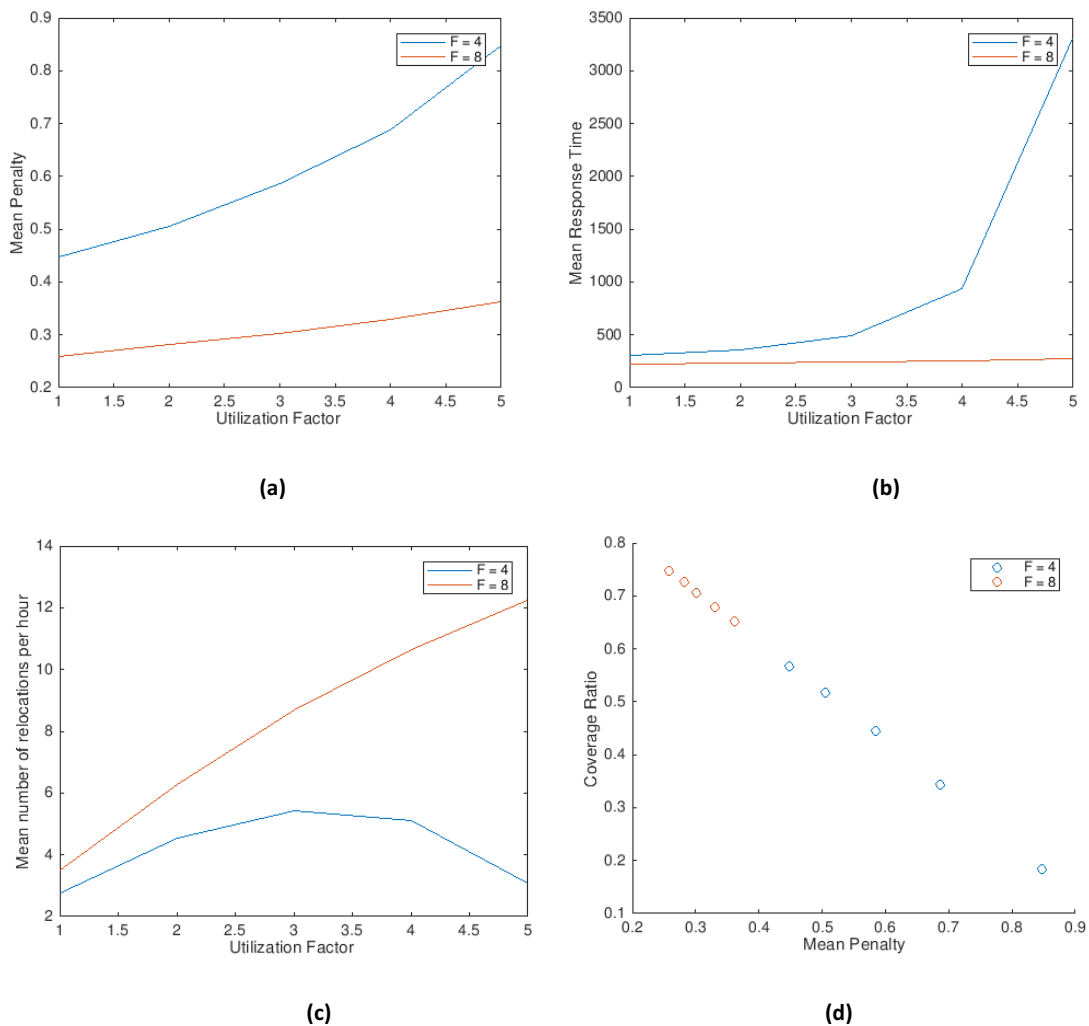 0.9
0.8
0.7
0.6
0.5
0.4
0.3
0.2
Mean Penalty
F = 4
F = 8
1 1.5 2 2.5 3 3.5 4 4.5 5
Utilization Factor
(a)
3500
3000
2500
2000
1500
1000
500
0
Mean Response Time
F = 4
F = 8
1 1.5 2 2.5 3 3.5 4 4.5 5
Utilization Factor
(b)
14
12
10
8
6
4
2
Mean number of relocations per hour
F = 4
F = 8
1 1.5 2 2.5 3 3.5 4 4.5 5
Utilization Factor
(c)
0.8
0.7
0.6
0.5
0.4
0.3
0.2
0.1
Coverage Ratio
F = 4
F = 8
0.2 0.3 0.4 0.5 0.6 0.7 0.8 0.9
Mean Penalty
(d)